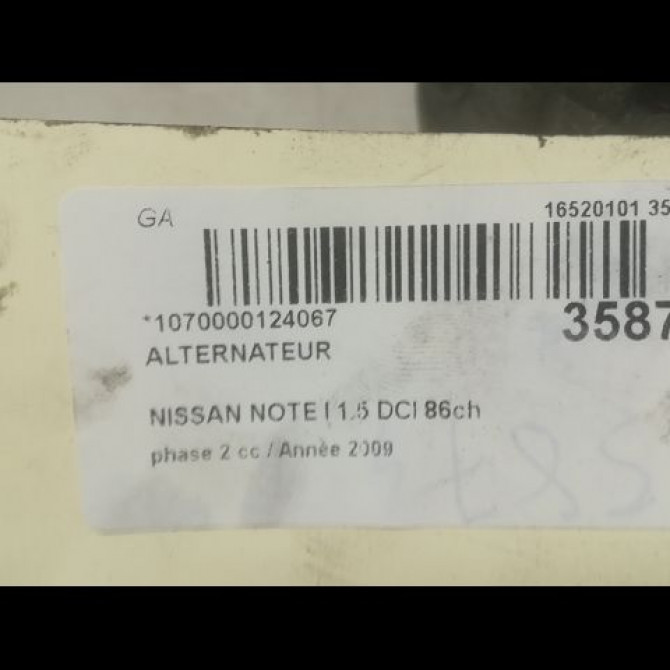 GA
16520101 35
*1070000124067
3587
ALTERNATEUR
NISSAN NOTE I 1.5 DCI 86ch
phase 2 cc / Année 2009